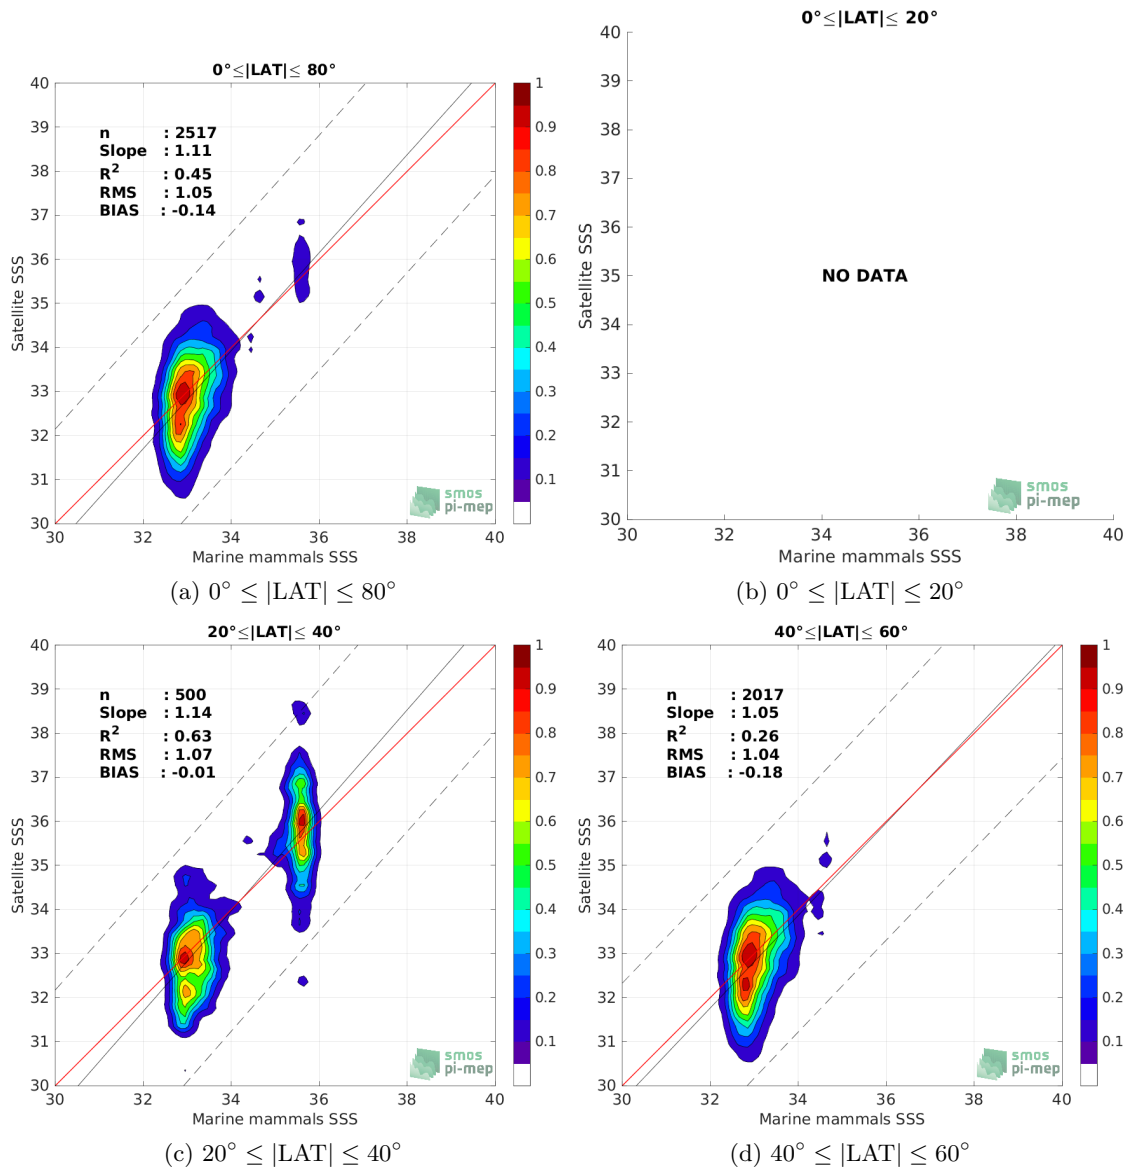 0°≤|LAT|≤ 80°
40
39
38
37
36
35
34
33
32
31
30
Satellite SSS
n : 2517
Slope : 1.11
R² : 0.45
RMS : 1.05
BIAS : -0.14
smos
pi-mep
30 32 34 36 38 40
Marine mammals SSS
1
0.9
0.8
0.7
0.6
0.5
0.4
0.3
0.2
0.1
(a) 0° ≤ |LAT| ≤ 80°
0°≤|LAT|≤ 20°
40
39
38
37
36
35
34
33
32
31
30
Satellite SSS
NO DATA
smos
pi-mep
30 32 34 36 38 40
Marine mammals SSS
(b) 0° ≤ |LAT| ≤ 20°
20°≤|LAT|≤ 40°
40
39
38
37
36
35
34
33
32
31
30
Satellite SSS
n : 500
Slope : 1.14
R² : 0.63
RMS : 1.07
BIAS : -0.01
smos
pi-mep
30 32 34 36 38 40
Marine mammals SSS
1
0.9
0.8
0.7
0.6
0.5
0.4
0.3
0.2
0.1
(c) 20° ≤ |LAT| ≤ 40°
40°≤|LAT|≤ 60°
40
39
38
37
36
35
34
33
32
31
30
Satellite SSS
n : 2017
Slope : 1.05
R² : 0.26
RMS : 1.04
BIAS : -0.18
smos
pi-mep
30 32 34 36 38 40
Marine mammals SSS
1
0.9
0.8
0.7
0.6
0.5
0.4
0.3
0.2
0.1
(d) 40° ≤ |LAT| ≤ 60°